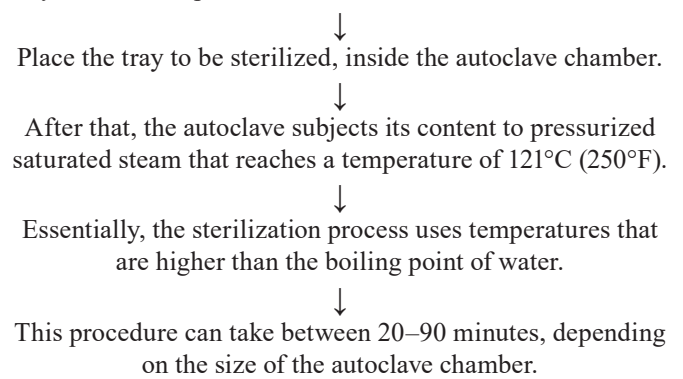 ↓
Place the tray to be sterilized, inside the autoclave chamber.
↓
After that, the autoclave subjects its content to pressurized
saturated steam that reaches a temperature of 121°C (250°F).
↓
Essentially, the sterilization process uses temperatures that
are higher than the boiling point of water.
↓
This procedure can take between 20–90 minutes, depending
on the size of the autoclave chamber.